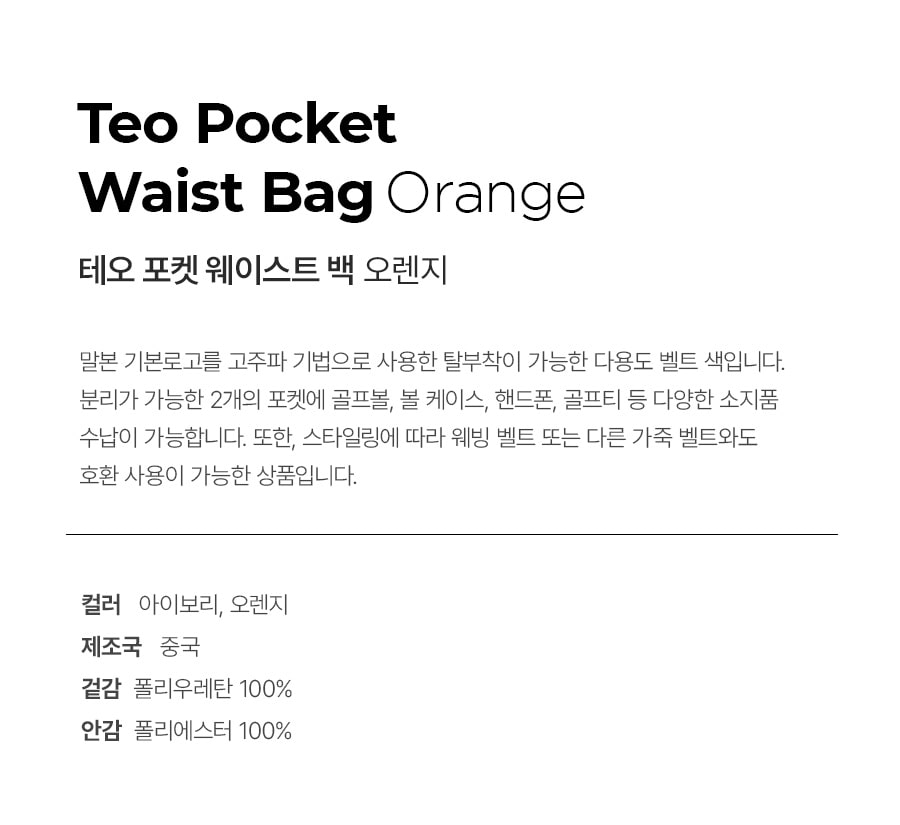 Teo Pocket
Waist Bag Orange
테오 포켓 웨이스트 백 오렌지
말본 기본로고를 고주파 기법으로 사용한 탈부착이 가능한 다용도 벨트 색입니다.
분리가 가능한 2개의 포켓에 골프볼, 볼 케이스, 핸드폰, 골프티 등 다양한 소지품
수납이 가능합니다. 또한, 스타일링에 따라 웨빙 벨트 또는 다른 가죽 벨트와도
호환 사용이 가능한 상품입니다.
컬러 아이보리, 오렌지
제조국 중국
겉감 폴리우레탄 100%
안감 폴리에스터 100%